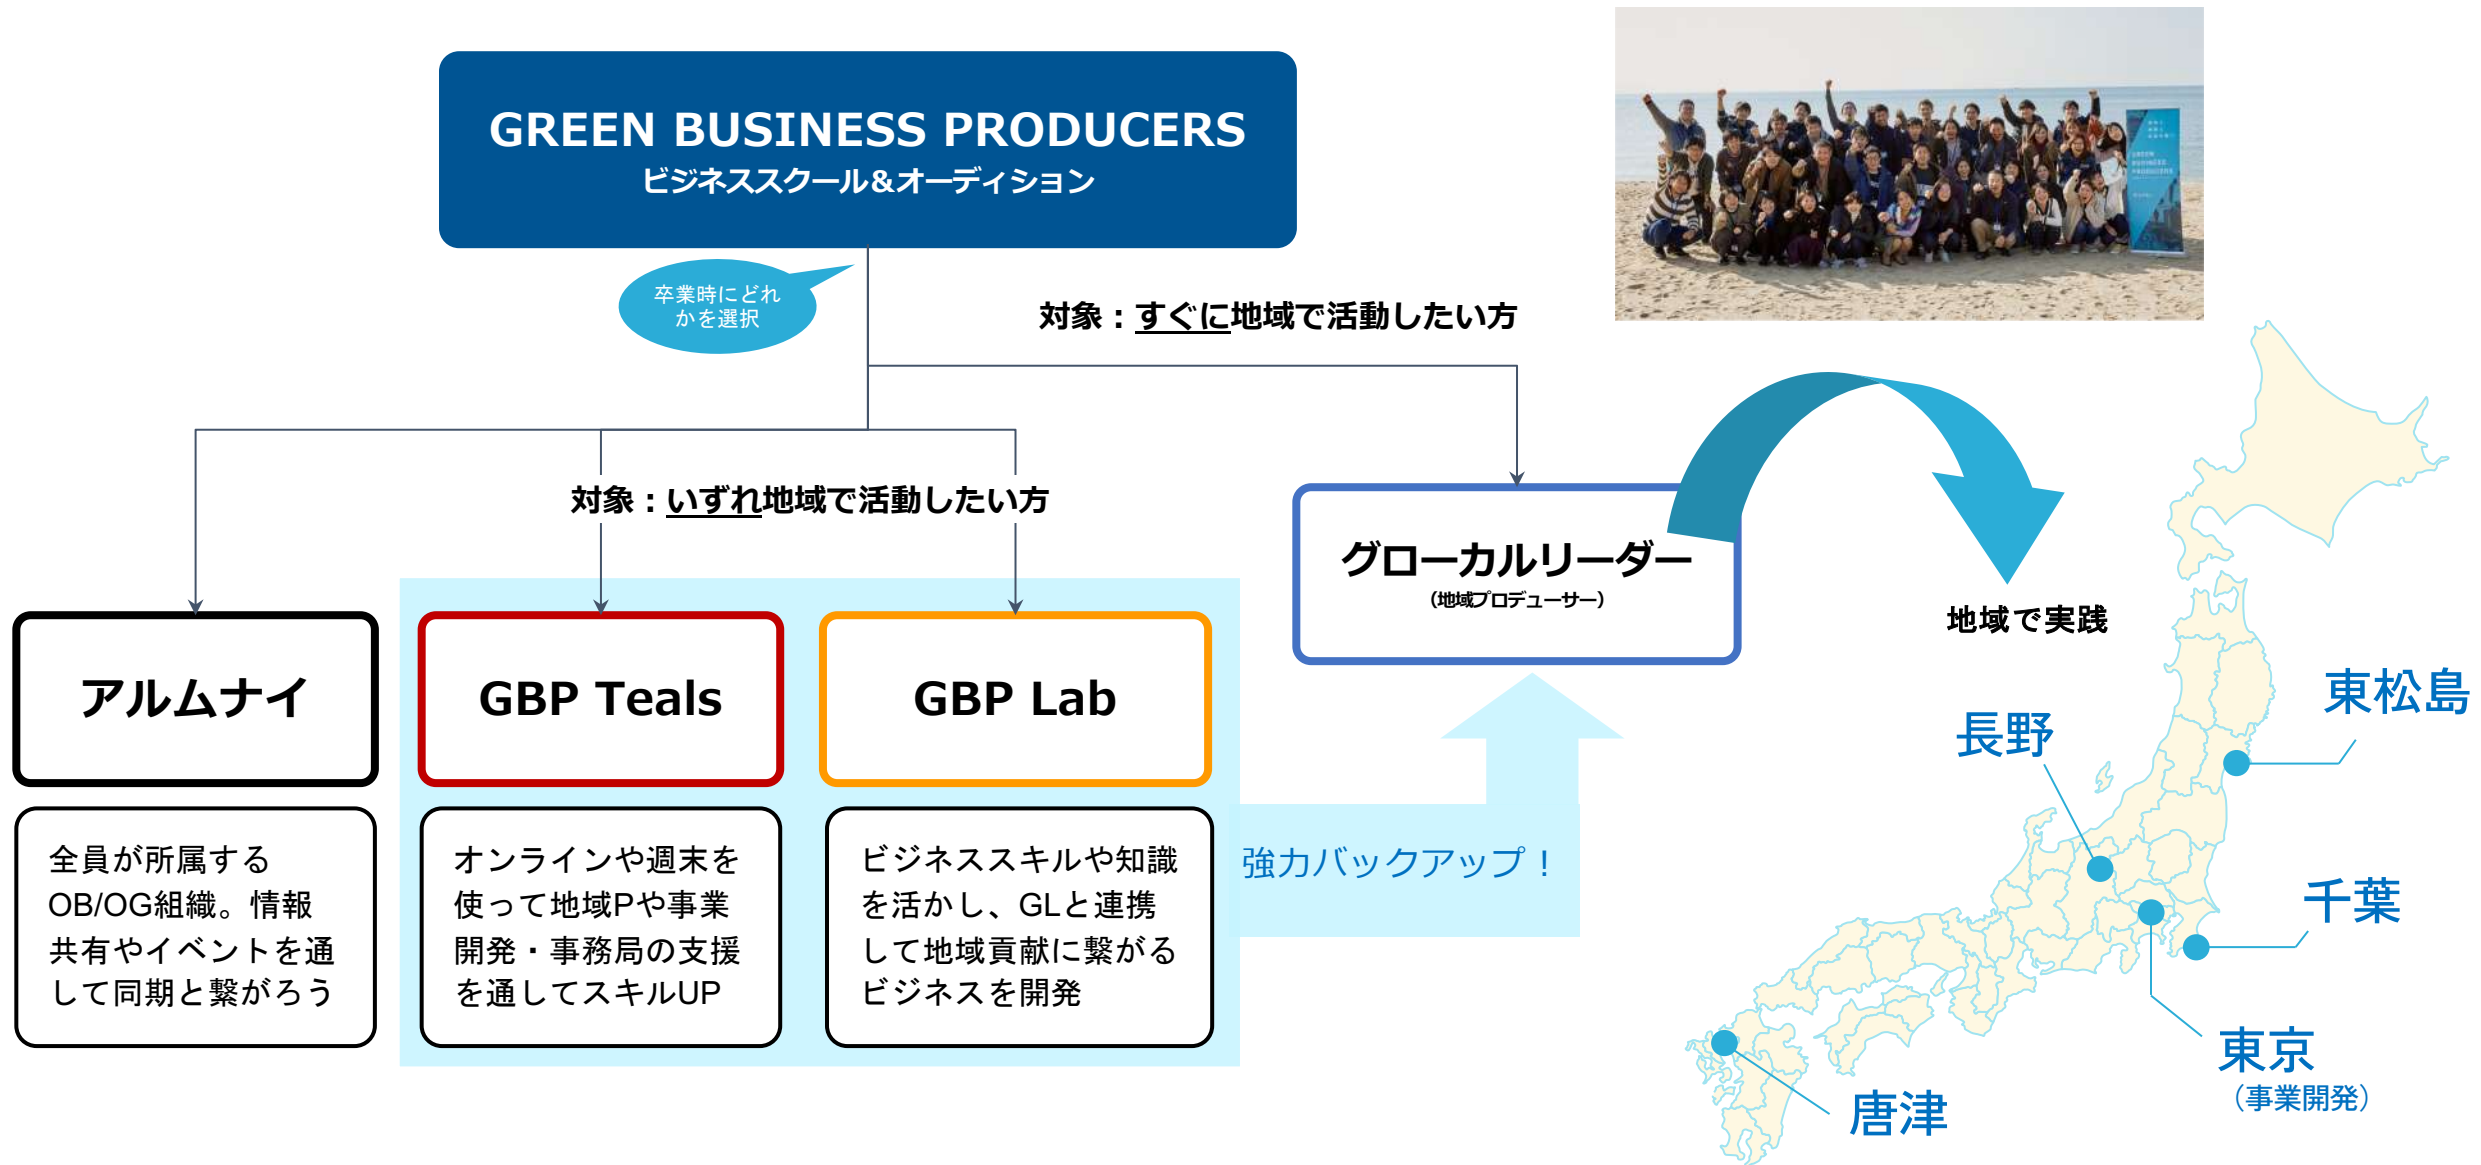 GREEN BUSINESS PRODUCERS
ビジネススクール&オーディション
卒業時にどれ
かを選択
対象：すぐに地域で活動したい方
対象：いずれ地域で活動したい方
グローカルリーダー
（地域プロデューサー）
地域で実践
アルムナイ
GBP Teals
GBP Lab
全員が所属する
OB/OG組織。情報
共有やイベントを通
して同期と繋がろう
オンラインや週末を
使って地域Pや事業
開発・事務局の支援
を通してスキルUP
ビジネススキルや知識
を活かし、GLと連携
して地域貢献に繋がる
ビジネスを開発
強力バックアップ！
東松島
長野
千葉
東京
（事業開発）
唐津
GREEN
BUSINESS
PRODUCERS